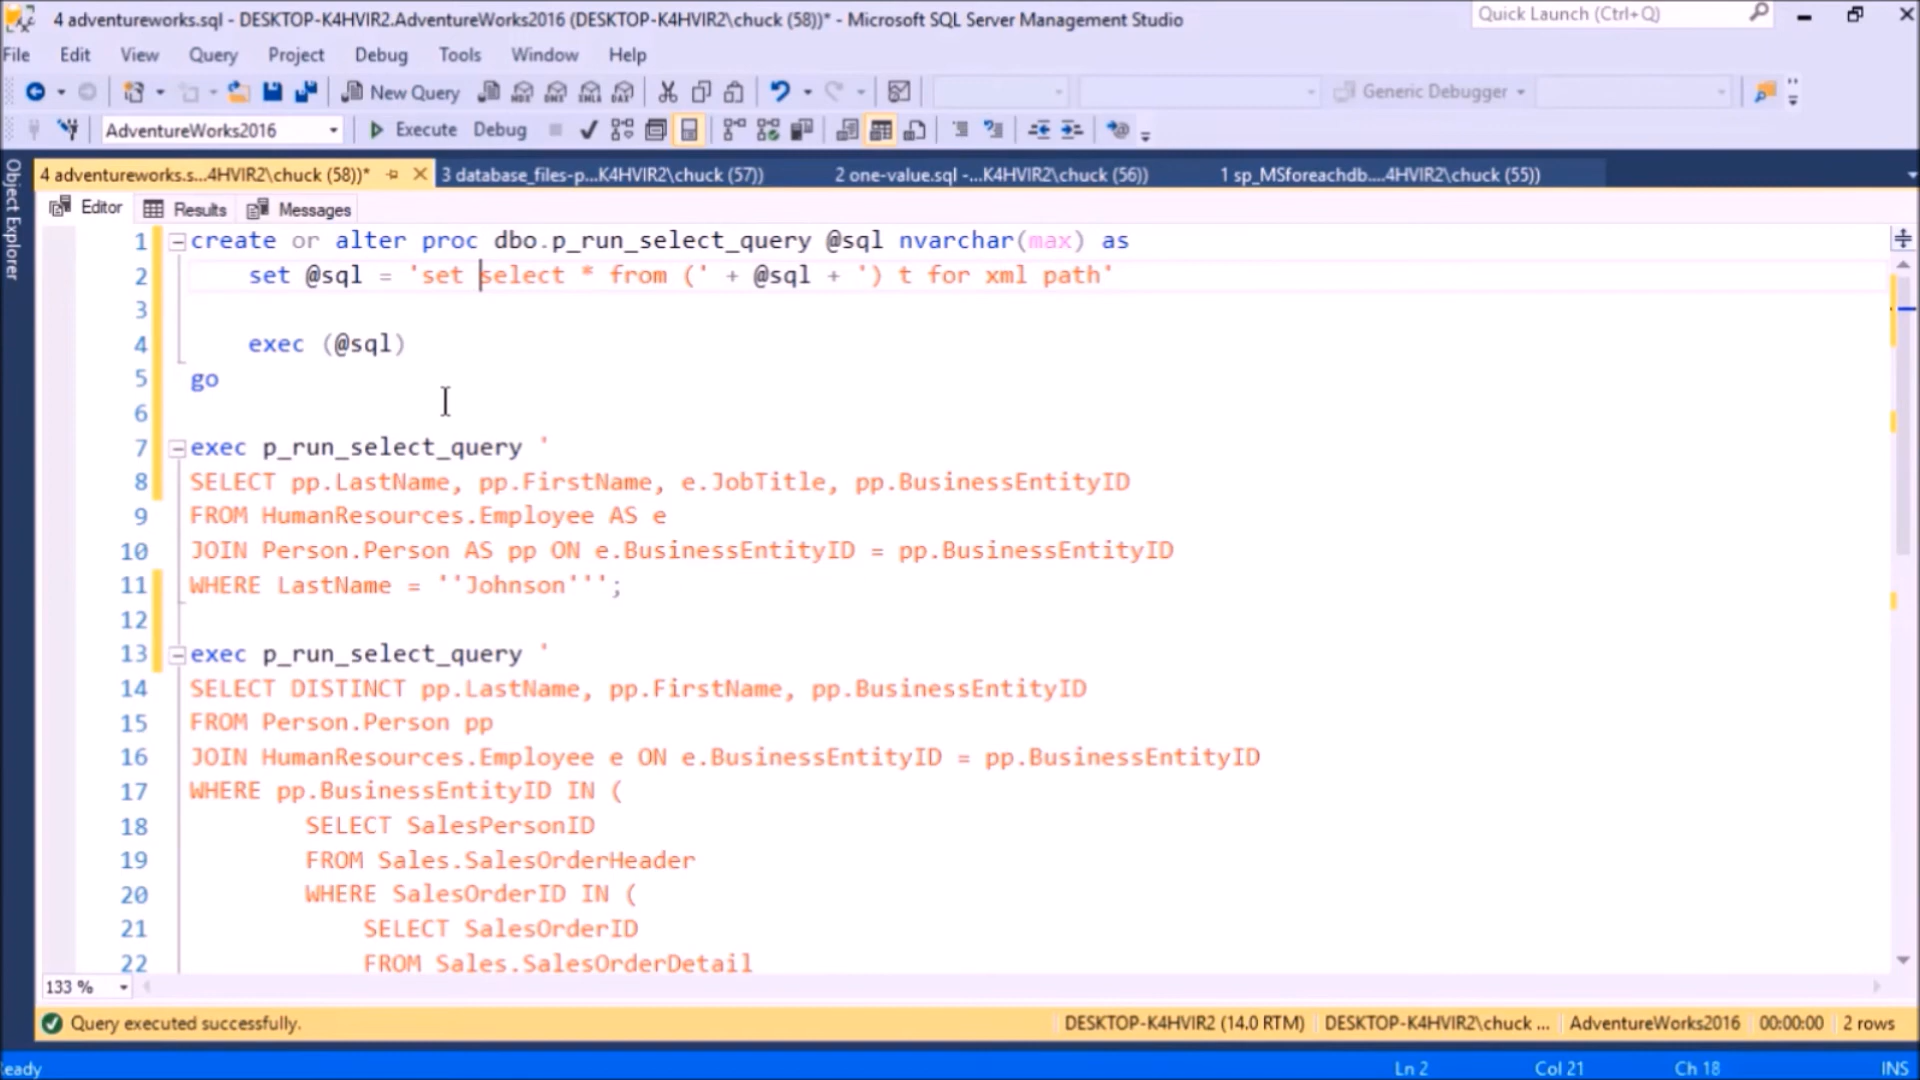 4 adventureworks.sql - DESKTOP-K4HVIR2.AdventureWorks2016 (DESKTOP-K4HVIR2\chuck (58))* - Microsoft SQL Server Management Studio
Quick Launch (Ctrl+Q)
File Edit View Query Project Debug Tools Window Help
New Query MDX DMX XMLA DAX Generic Debugger
AdventureWorks2016 Execute Debug
4 adventureworks.s...4HVIR2\chuck (58))* 3 database_files-p...K4HVIR2\chuck (57)) 2 one-value.sql -...K4HVIR2\chuck (56)) 1 sp_MSforeachdb....4HVIR2\chuck (55))
Object Explorer
Editor Results Messages
1 create or alter proc dbo.p_run_select_query @sql nvarchar(max) as
2 set @sql = 'set select * from (' + @sql + ') t for xml path'
3
4 exec (@sql)
5 go
6
7 exec p_run_select_query '
8 SELECT pp.LastName, pp.FirstName, e.JobTitle, pp.BusinessEntityID
9 FROM HumanResources.Employee AS e
10 JOIN Person.Person AS pp ON e.BusinessEntityID = pp.BusinessEntityID
11 WHERE LastName = ''Johnson''';
12
13 exec p_run_select_query '
14 SELECT DISTINCT pp.LastName, pp.FirstName, pp.BusinessEntityID
15 FROM Person.Person pp
16 JOIN HumanResources.Employee e ON e.BusinessEntityID = pp.BusinessEntityID
17 WHERE pp.BusinessEntityID IN (
18 SELECT SalesPersonID
19 FROM Sales.SalesOrderHeader
20 WHERE SalesOrderID IN (
21 SELECT SalesOrderID
22 FROM Sales.SalesOrderDetail
133 %
Query executed successfully. DESKTOP-K4HVIR2 (14.0 RTM) DESKTOP-K4HVIR2\chuck ... AdventureWorks2016 00:00:00 2 rows
eady Ln 2 Col 21 Ch 18 INS